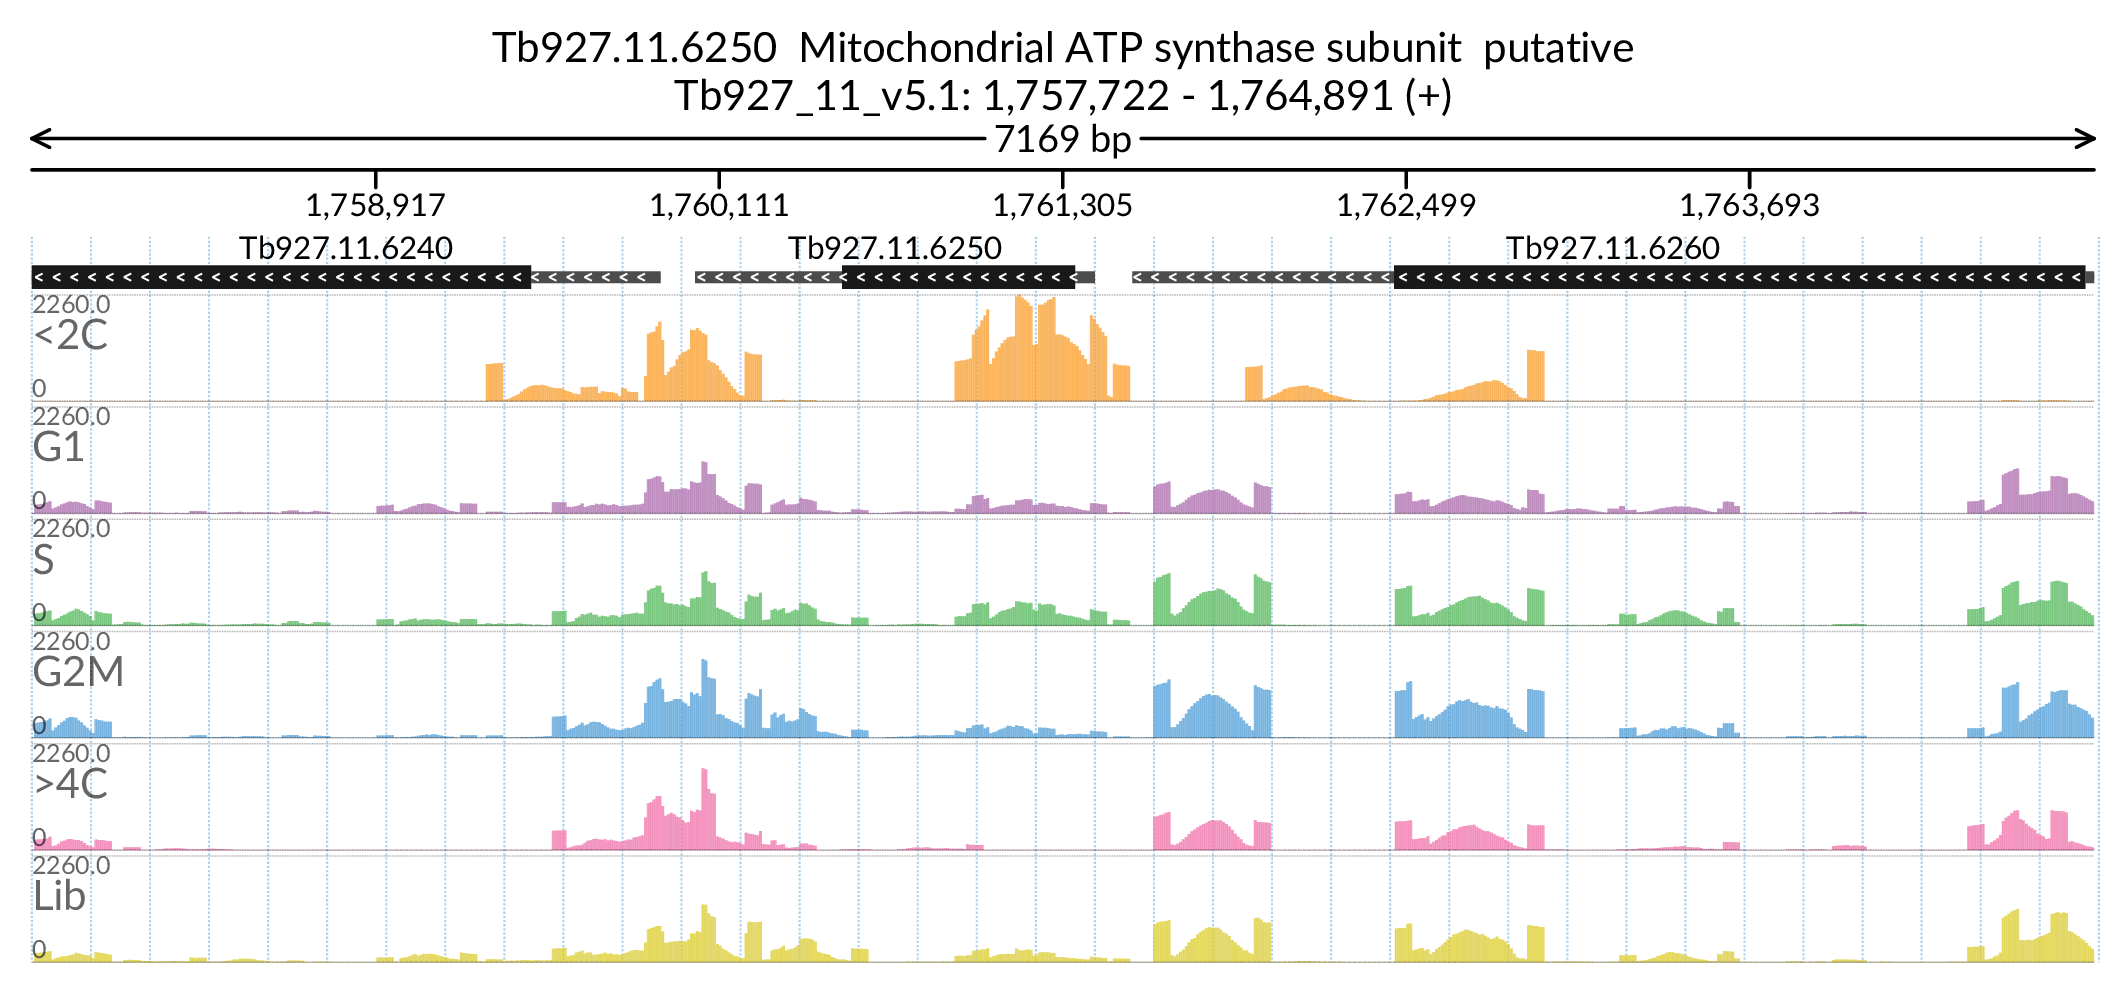 Tb927.11.6250  Mitochondrial ATP synthase subunit  putative
Tb927_11_v5.1: 1,757,722 - 1,764,891 (+)
7169 bp
1,758,917 1,760,111 1,761,305 1,762,499 1,763,693
Tb927.11.6240 Tb927.11.6250 Tb927.11.6260
2260.0
<2C
0
2260.0
G1
0
2260.0
S
0
2260.0
G2M
0
2260.0
>4C
0
2260.0
Lib
0